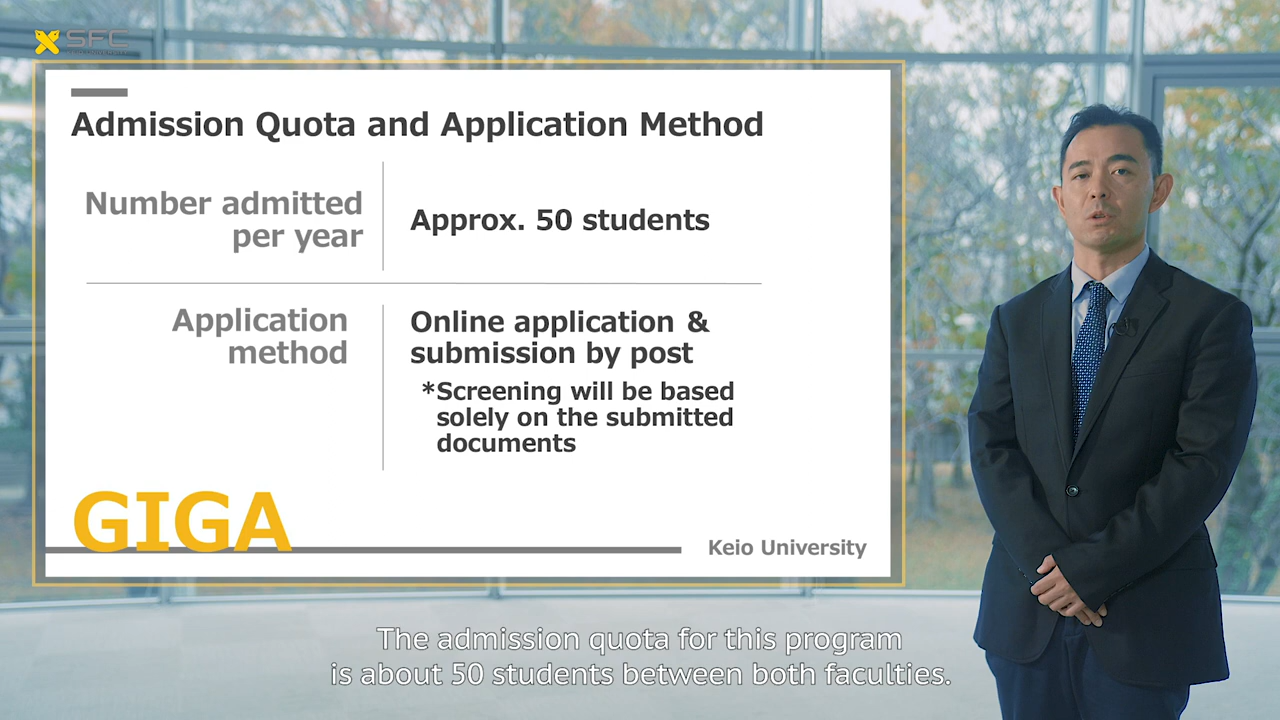 SFC
Admission Quota and Application Method
Number admitted
per year
Approx. 50 students
Application
method
Online application &
submission by post
*Screening will be based
solely on the submitted
documents
GIGA
Keio University
The admission quota for this program
is about 50 students between both faculties.